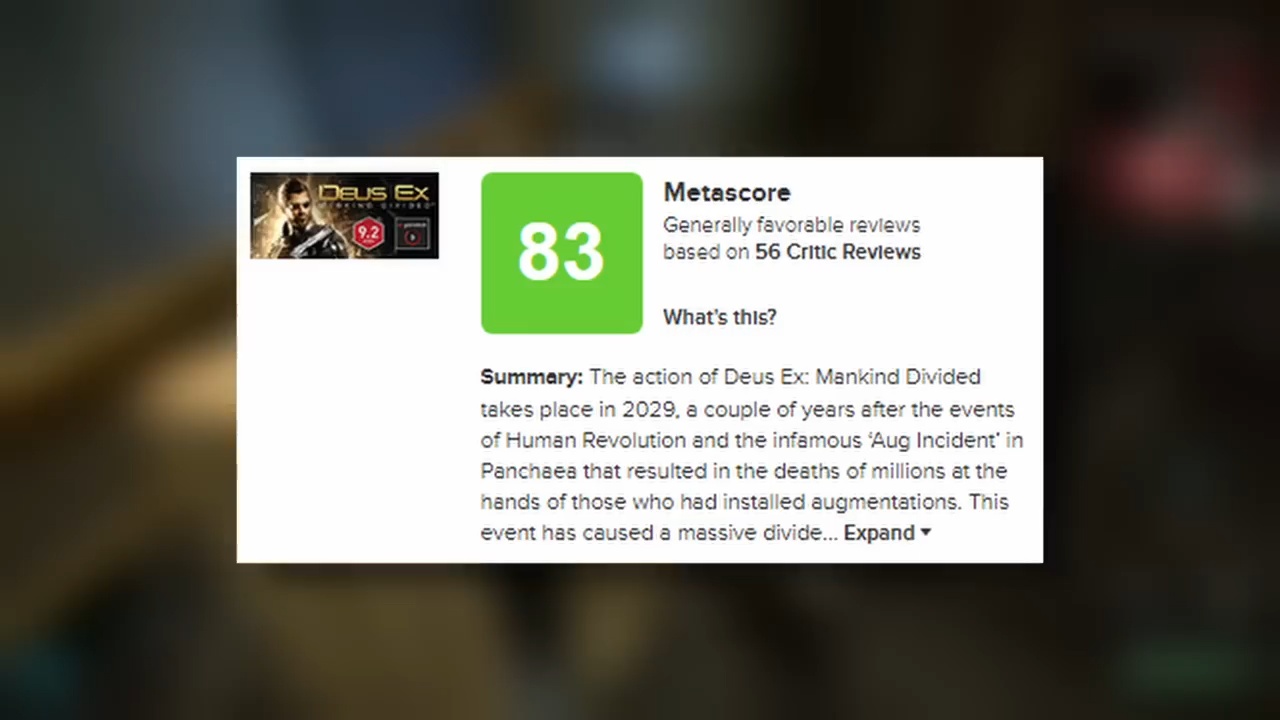 DEUS EX
MANKIND DIVIDED
9.2
83
Metascore
Generally favorable reviews
based on 56 Critic Reviews
What's this?
Summary: The action of Deus Ex: Mankind Divided
takes place in 2029, a couple of years after the events
of Human Revolution and the infamous ‘Aug Incident’ in
Panchaea that resulted in the deaths of millions at the
hands of those who had installed augmentations. This
event has caused a massive divide... Expand